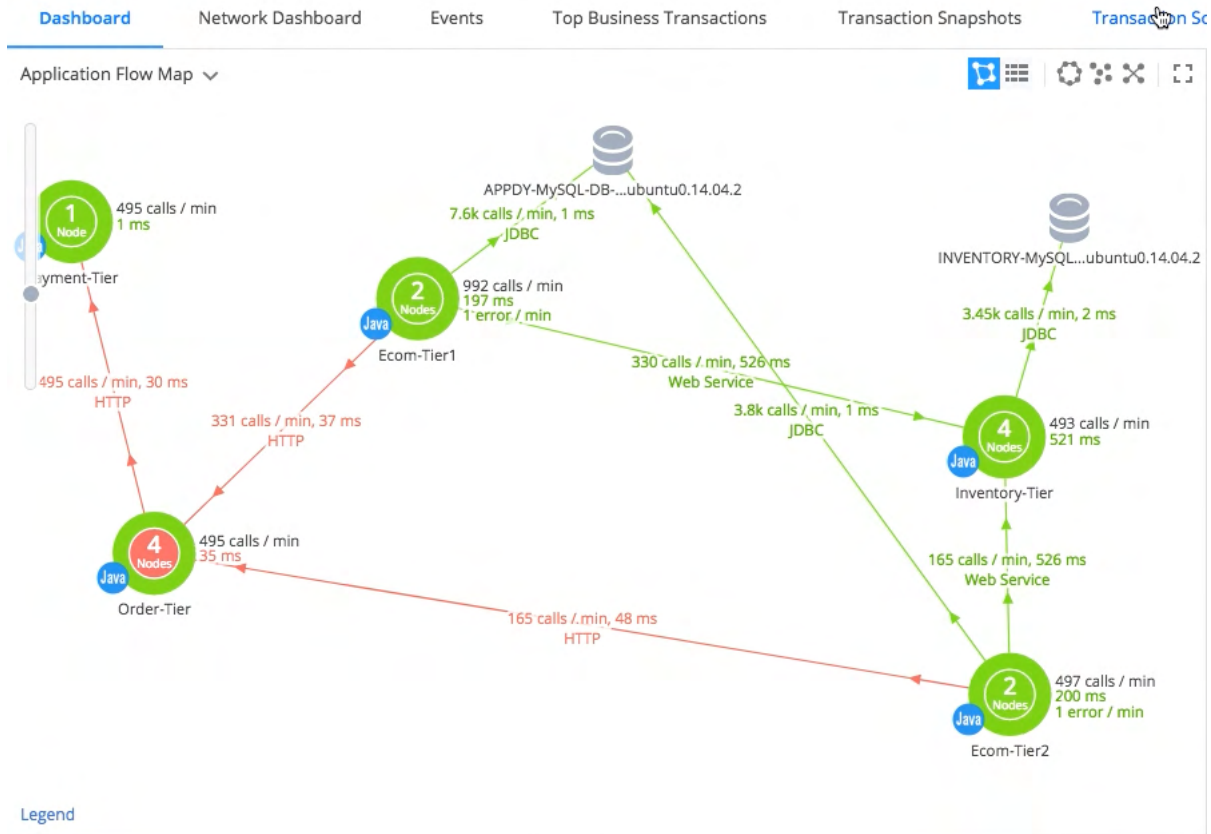 Dashboard
Network Dashboard
Events
Top Business Transactions
Transaction Snapshots
Application Flow Map
APPDY-MySQL-DB-...ubuntu0.14.04.2
1
Node
495 calls / min
1 ms
yment-Tier
7.6k calls / min, 1 ms
JDBC
INVENTORY-MySQL...ubuntu0.14.04.2
2
Nodes
992 calls / min
197 ms
1 error / min
Java
Ecom-Tier1
3.45k calls / min, 2 ms
JDBC
330 calls / min, 526 ms
Web Service
495 calls / min, 30 ms
HTTP
331 calls / min, 37 ms
HTTP
3.8k calls / min, 1 ms
JDBC
4
Nodes
493 calls / min
521 ms
Java
Inventory-Tier
4
Nodes
495 calls / min
35 ms
Java
Order-Tier
165 calls / min, 526 ms
Web Service
165 calls / min, 48 ms
HTTP
2
Nodes
497 calls / min
200 ms
1 error / min
Java
Ecom-Tier2
Legend